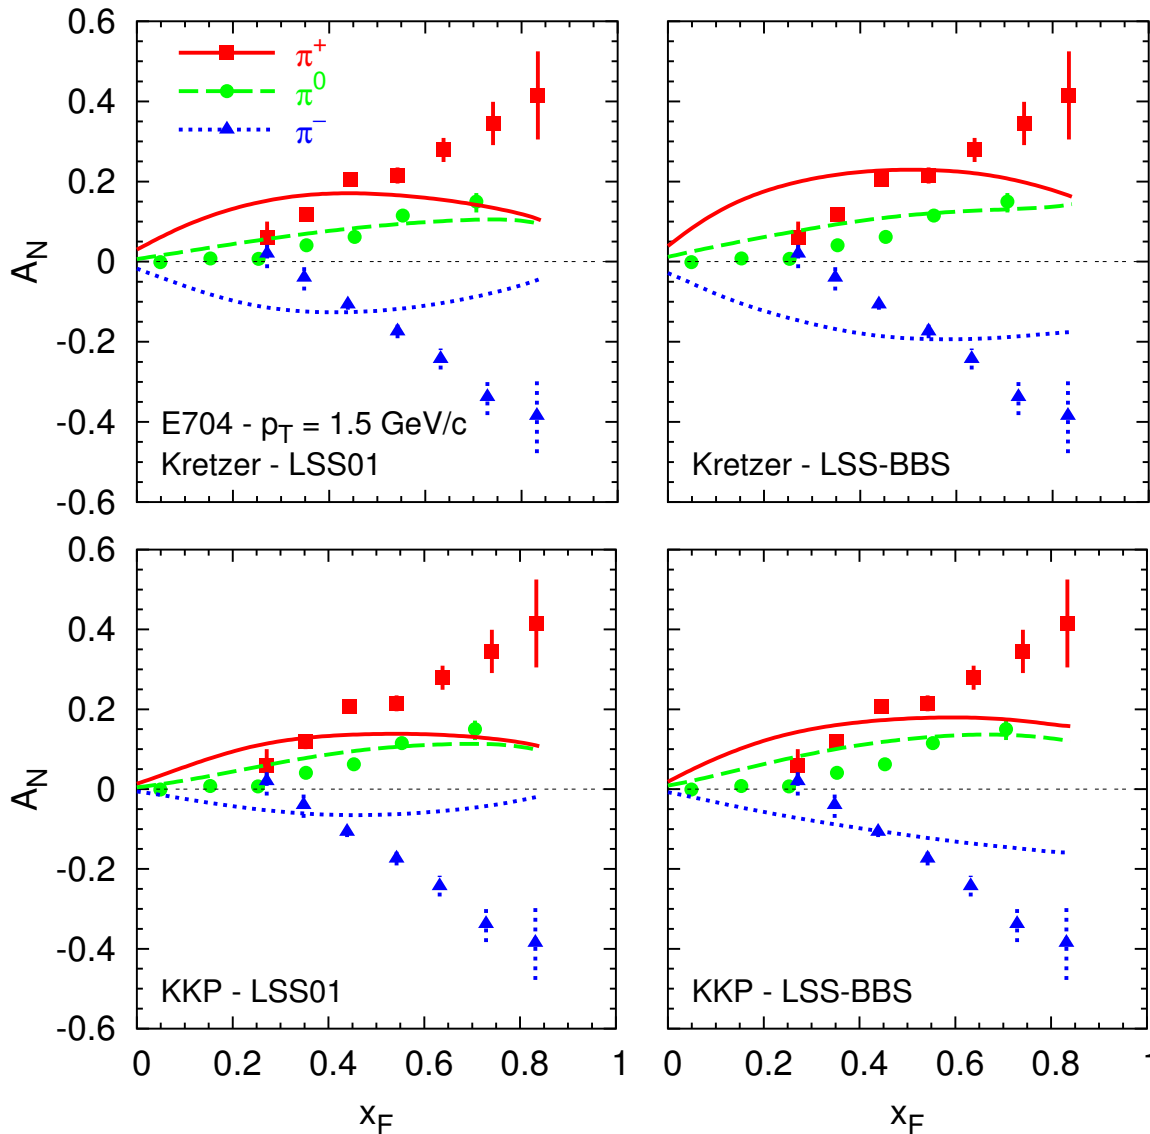 0.6
0.4
0.2
0
-0.2
-0.4
-0.6
A_N
π⁺
π⁰
π⁻
E704 - p_T = 1.5 GeV/c
Kretzer - LSS01
Kretzer - LSS-BBS
0.6
0.4
0.2
0
-0.2
-0.4
-0.6
A_N
KKP - LSS01
KKP - LSS-BBS
0 0.2 0.4 0.6 0.8 1
0 0.2 0.4 0.6 0.8 1
x_F
x_F